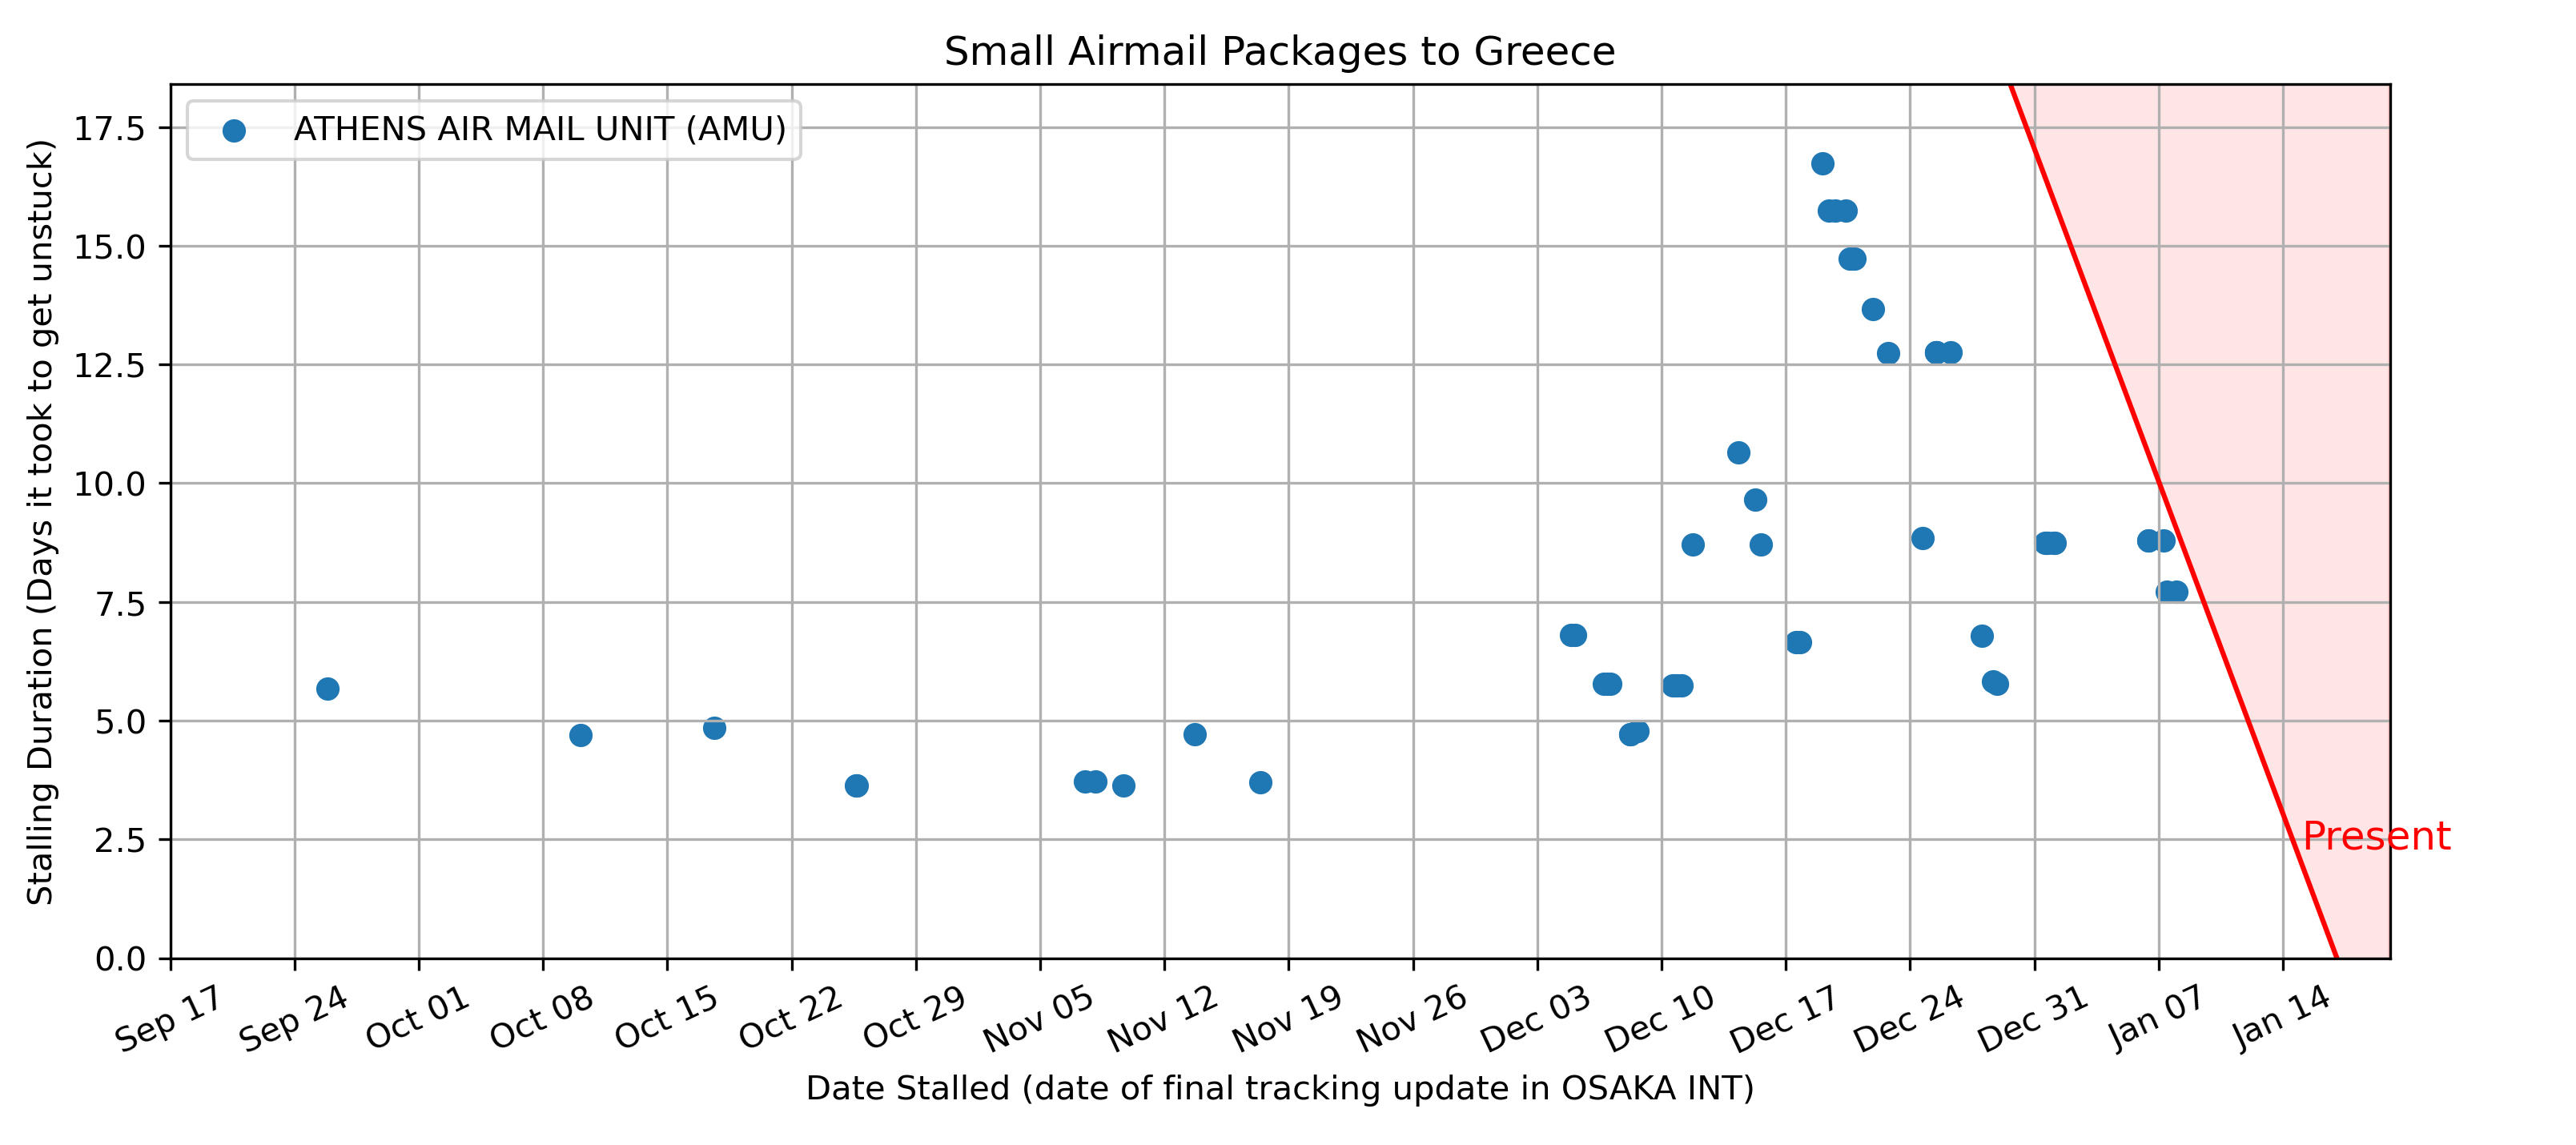 Small Airmail Packages to Greece
ATHENS AIR MAIL UNIT (AMU)
Stalling Duration (Days it took to get unstuck)
17.5
15.0
12.5
10.0
7.5
5.0
2.5
0.0
Present
Sep 17
Sep 24
Oct 01
Oct 08
Oct 15
Oct 22
Oct 29
Nov 05
Nov 12
Nov 19
Nov 26
Dec 03
Dec 10
Dec 17
Dec 24
Dec 31
Jan 07
Jan 14
Date Stalled (date of final tracking update in OSAKA INT)